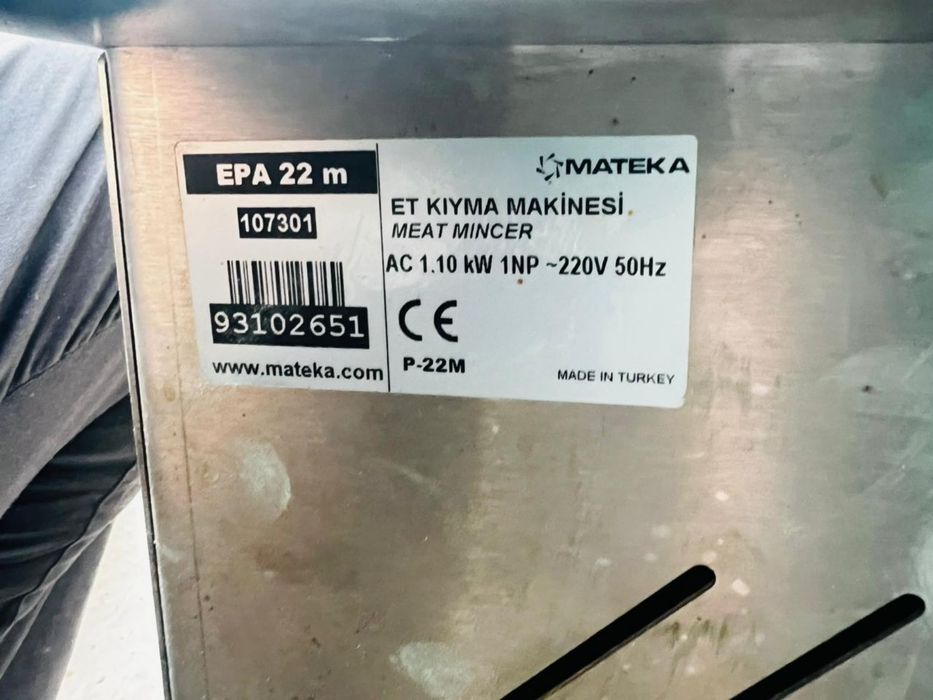 EPA 22 m
107301
93102651
www.mateka.com
MATEKA
ET KIYMA MAKİNESİ
MEAT MINCER
AC 1.10 kW 1NP ~220V 50Hz
CE
P-22M
MADE IN TURKEY